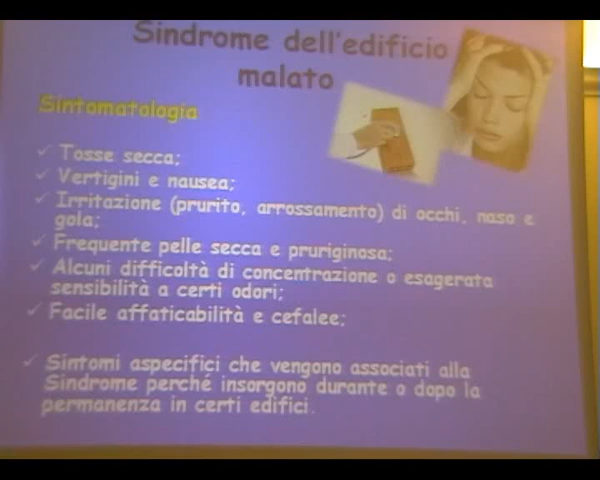 Sindrome dell'edificio
malato
Sintomatologia
✓ Tosse secca;
✓ Vertigini e nausea;
✓ Irritazione (prurito, arrossamento) di occhi, naso e
gola;
✓ Frequente pelle secca e pruriginosa;
✓ Alcuni difficoltà di concentrazione o esagerata
sensibilità a certi odori;
✓ Facile affaticabilità e cefalee;
✓ Sintomi aspecifici che vengono associati alla
Sindrome perché insorgono durante o dopo la
permanenza in certi edifici.